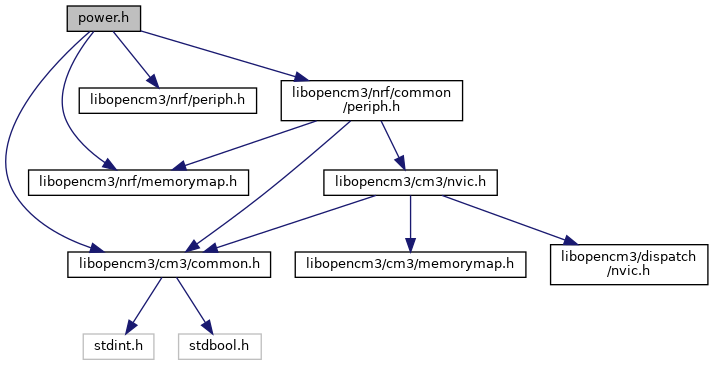 power.h
libopencm3/nrf/periph.h
libopencm3/nrf/common
/periph.h
libopencm3/nrf/memorymap.h
libopencm3/cm3/nvic.h
libopencm3/cm3/common.h
libopencm3/cm3/memorymap.h
libopencm3/dispatch
/nvic.h
stdint.h
stdbool.h